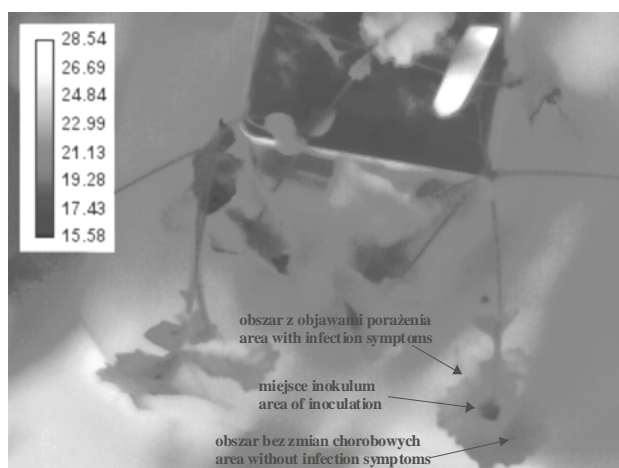 28.54
26.69
24.84
22.99
21.13
19.28
17.43
15.58
obszar z objawami porażenia
area with infection symptoms
miejsce inokulum
area of inoculation
obszar bez zmian chorobowych
area without infection symptoms